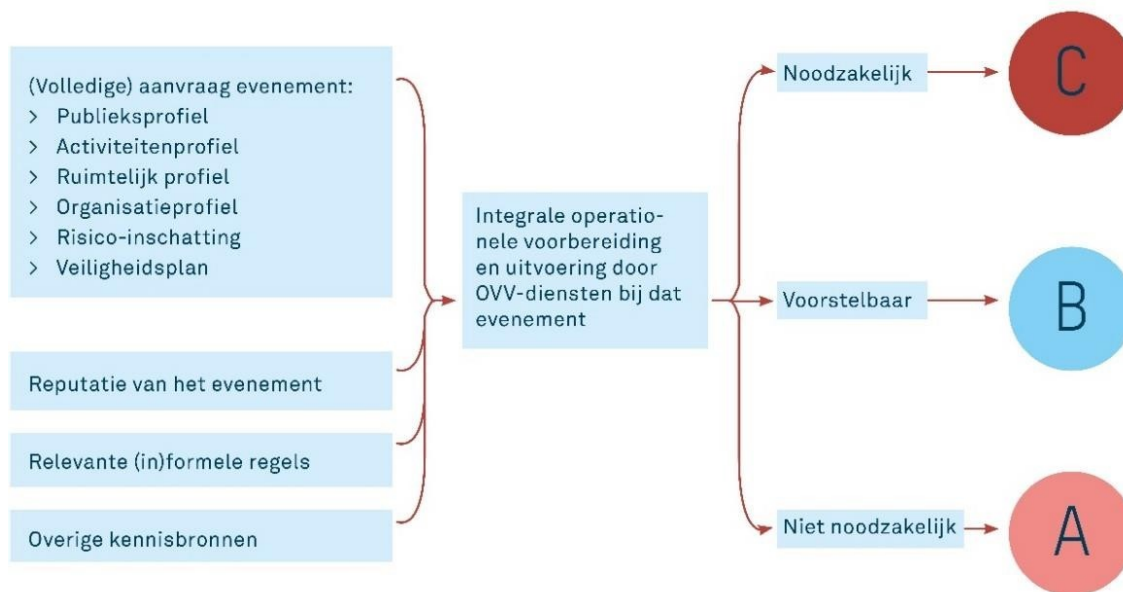 (Volledige) aanvraag evenement:
> Publieksprofiel
> Activiteitenprofiel
> Ruimtelijk profiel
> Organisatieprofiel
> Risico-inschatting
> Veiligheidsplan
Reputatie van het evenement
Relevante (in)formele regels
Overige kennisbronnen
Integrale operatio-
nele voorbereiding
en uitvoering door
OVV-diensten bij dat
evenement
Noodzakelijk
C
Voorstelbaar
B
Niet noodzakelijk
A